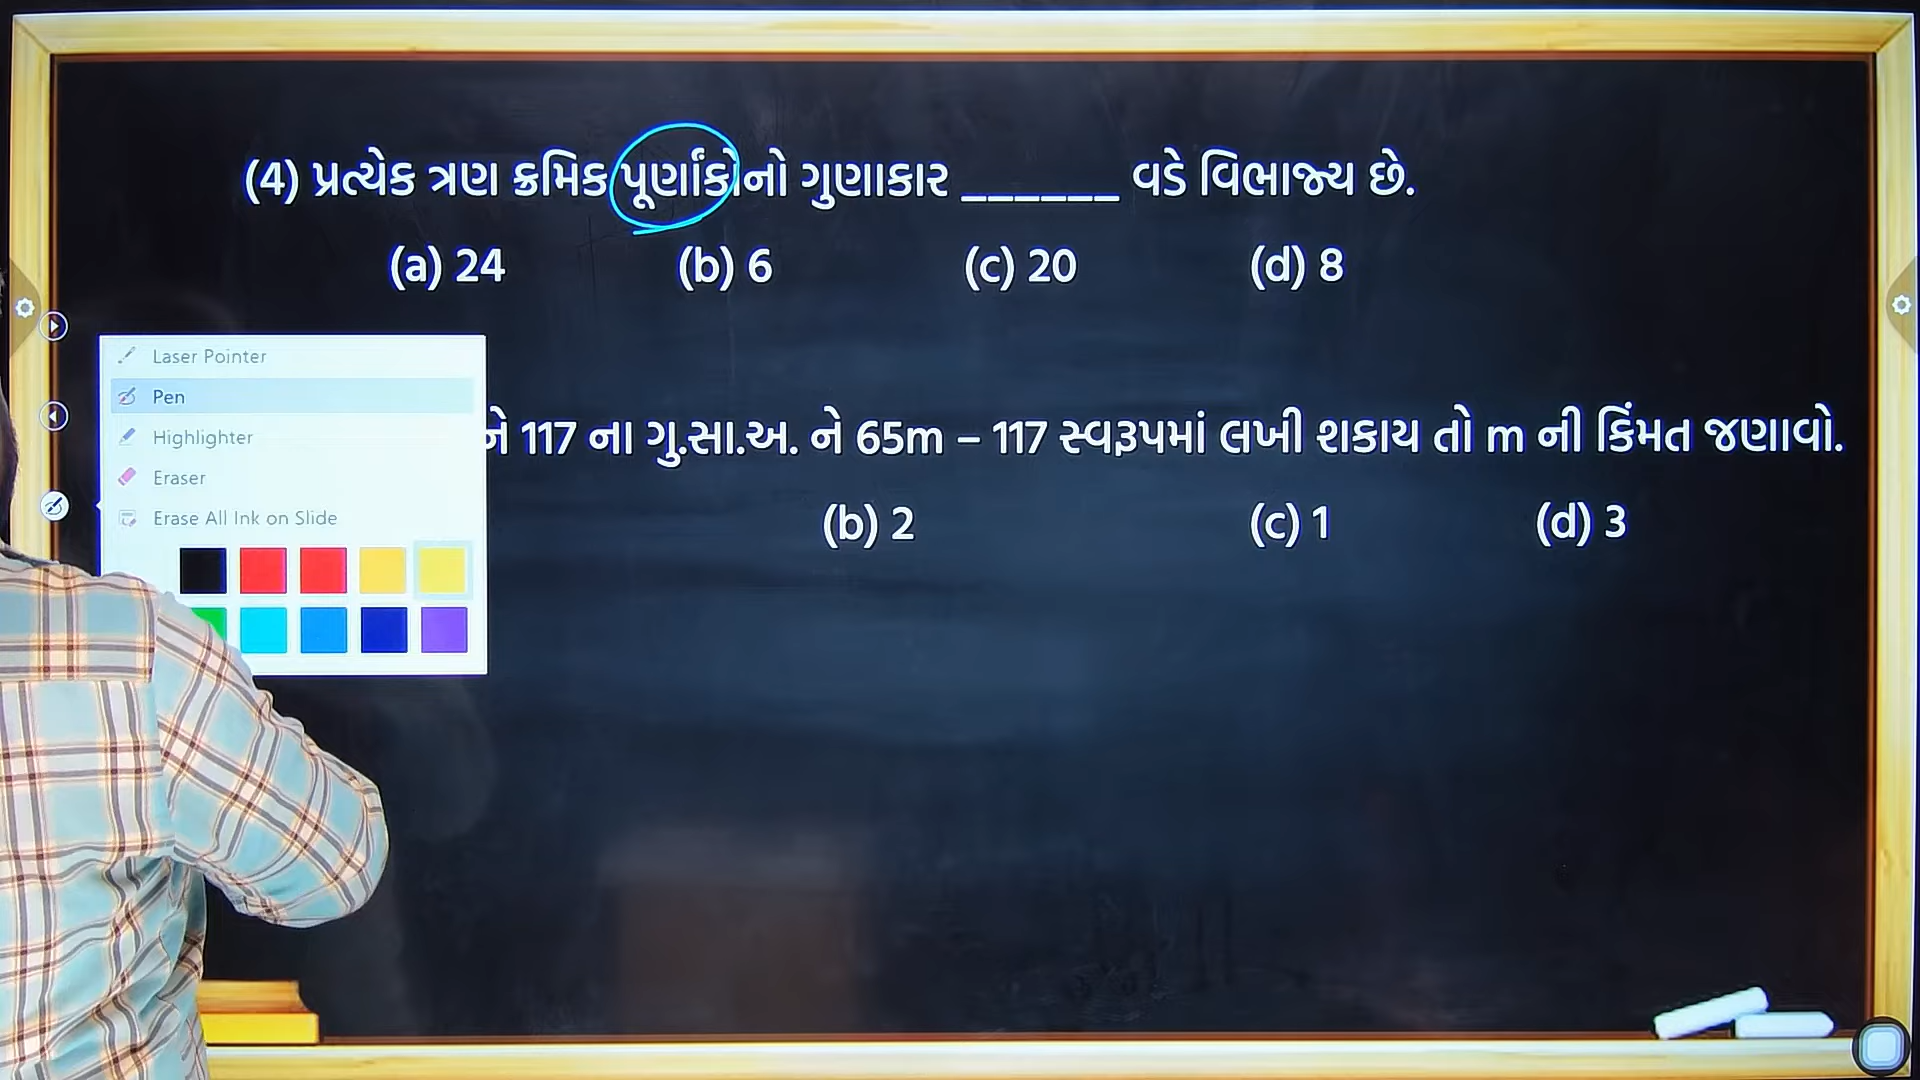 (4) પ્રત્યેક ત્રણ ક્રમિક પૂર્ણાંકોનો ગુણાકાર ______ વડે વિભાજ્ય છે.
(a) 24 (b) 6 (c) 20 (d) 8
Laser Pointer
Pen
Highlighter
Eraser
Erase All Ink on Slide
ને 117 ના ગુ.સા.અ. ને 65m – 117 સ્વરૂપમાં લખી શકાય તો m ની કિંમત જણાવો.
(b) 2 (c) 1 (d) 3